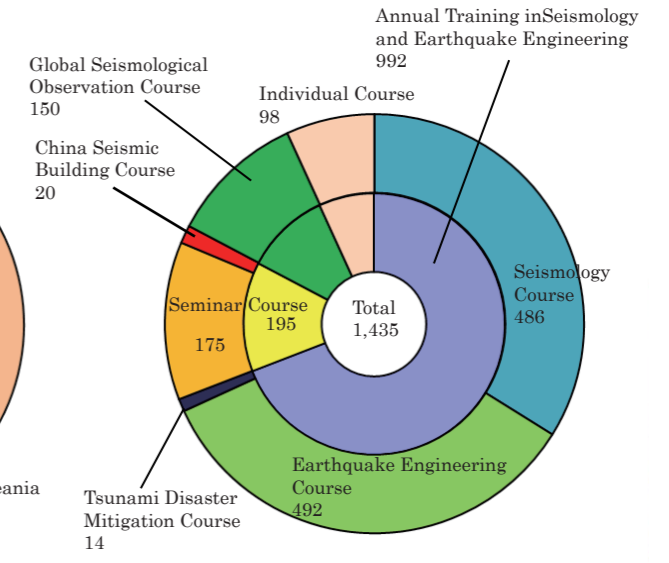 Annual Training inSeismology
and Earthquake Engineering
992
Global Seismological
Observation Course
150
Individual Course
98
China Seismic
Building Course
20
Seismology
Course
486
Seminar Course
195
175
Total
1,435
Earthquake Engineering
Course
492
eania
Tsunami Disaster
Mitigation Course
14